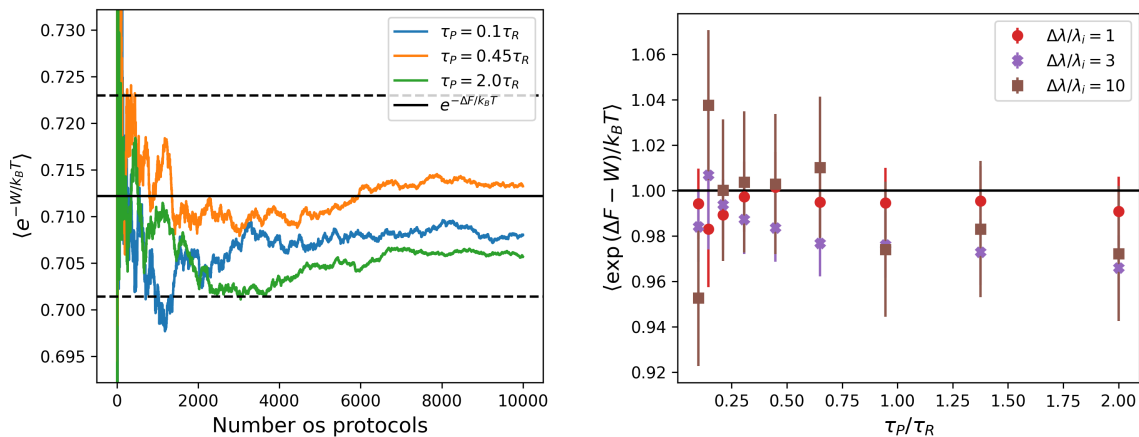 0.730
0.725
0.720
0.715
0.710
0.705
0.700
0.695
⟨e^{-W/k_BT}⟩
0
2000
4000
6000
8000
10000
Number os protocols
τ_P = 0.1τ_R
τ_P = 0.45τ_R
τ_P = 2.0τ_R
e^{-ΔF/k_BT}
1.06
1.04
1.02
1.00
0.98
0.96
0.94
0.92
⟨exp (ΔF − W)/k_BT⟩
0.25
0.50
0.75
1.00
1.25
1.50
1.75
2.00
τ_P/τ_R
Δλ/λ_i = 1
Δλ/λ_i = 3
Δλ/λ_i = 10